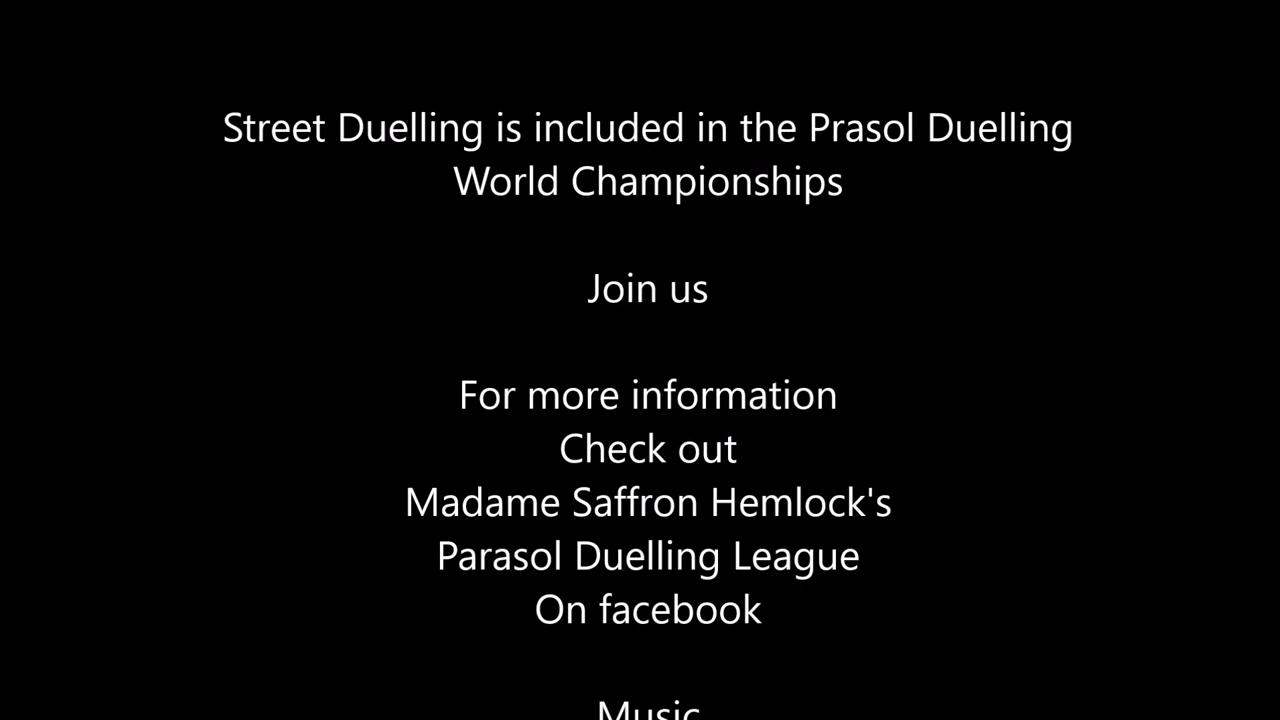 Street Duelling is included in the Prasol Duelling
World Championships
Join us
For more information
Check out
Madame Saffron Hemlock's
Parasol Duelling League
On facebook
Music